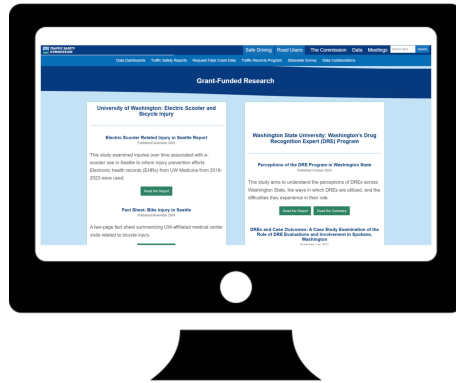 TRAFFIC SAFETY
COMMISSION
Safe Driving Road Users The Commission Data Meetings
Data Dashboards Traffic Safety Reports Request Fatal Crash Data Traffic Records Program Statewide Survey Data Collaborations
Grant-Funded Research
University of Washington: Electric Scooter and
Bicycle Injury
Electric Scooter Related Injury in Seattle Report
Published December 2024
This study examined injuries over time associated with e-
scooter use in Seattle to inform injury prevention efforts.
Electronic health records (EHRs) from UW Medicine from 2018-
2023 were used.
Read the Report
Fact Sheet: Bike Injury in Seattle
Published November 2024
A two-page fact sheet summarizing UW-affiliated medical center
visits related to bicycle injury.
Washington State University: Washington's Drug
Recognition Expert (DRE) Program
Perceptions of the DRE Program in Washington State
Published October 2024
This study aims to understand the perceptions of DREs across
Washington State, the ways in which DREs are utilized, and the
difficulties they experience in their role.
Read the Report Read the Summary
DREs and Case Outcomes: A Case Study Examination of the
Role of DRE Evaluations and Involvement in Spokane,
Washington